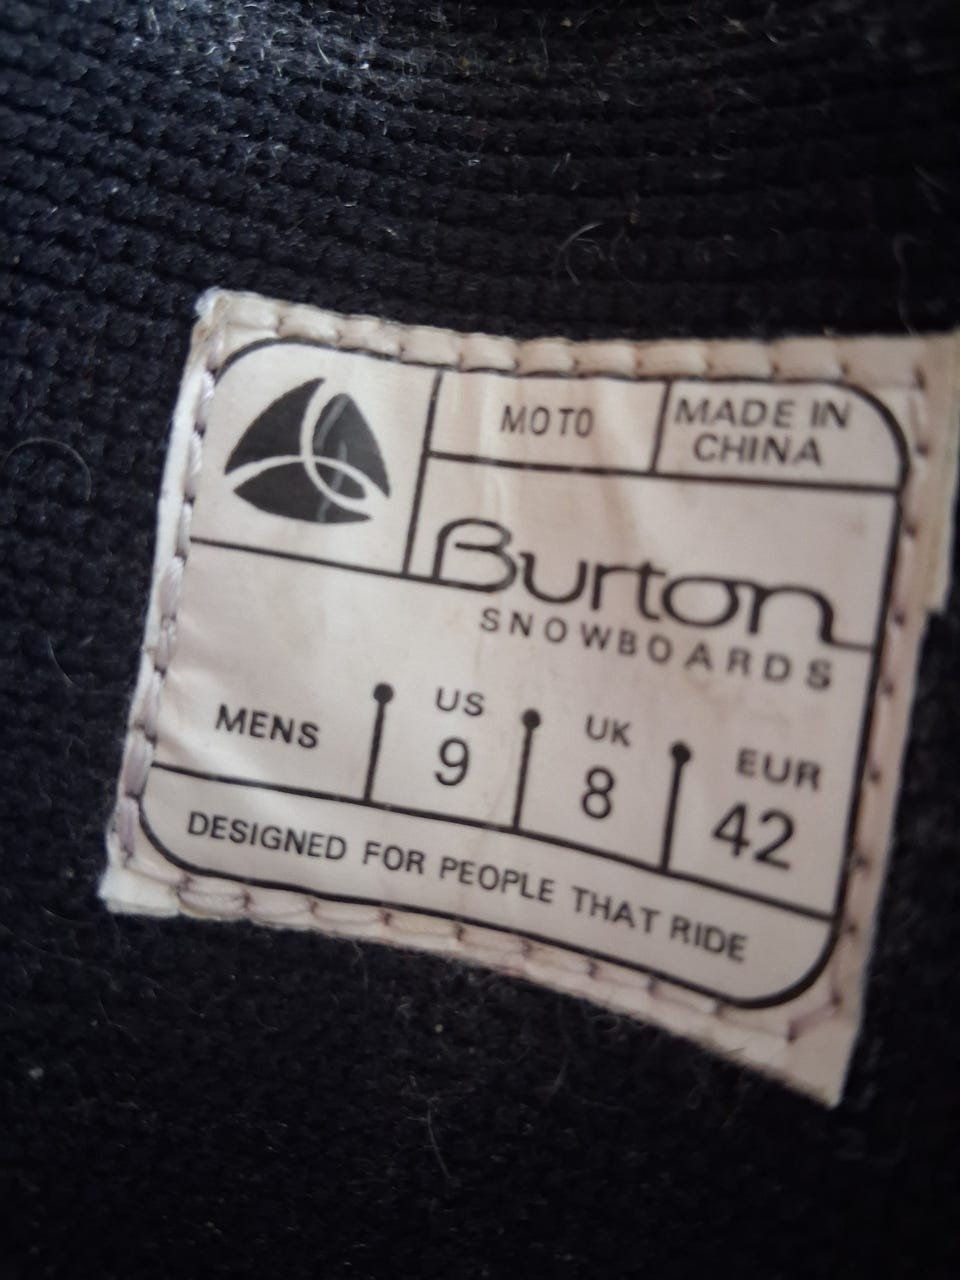 MOTO
MADE IN
CHINA
Burton
SNOWBOARDS
MENS
US
9
UK
8
EUR
42
DESIGNED FOR PEOPLE THAT RIDE